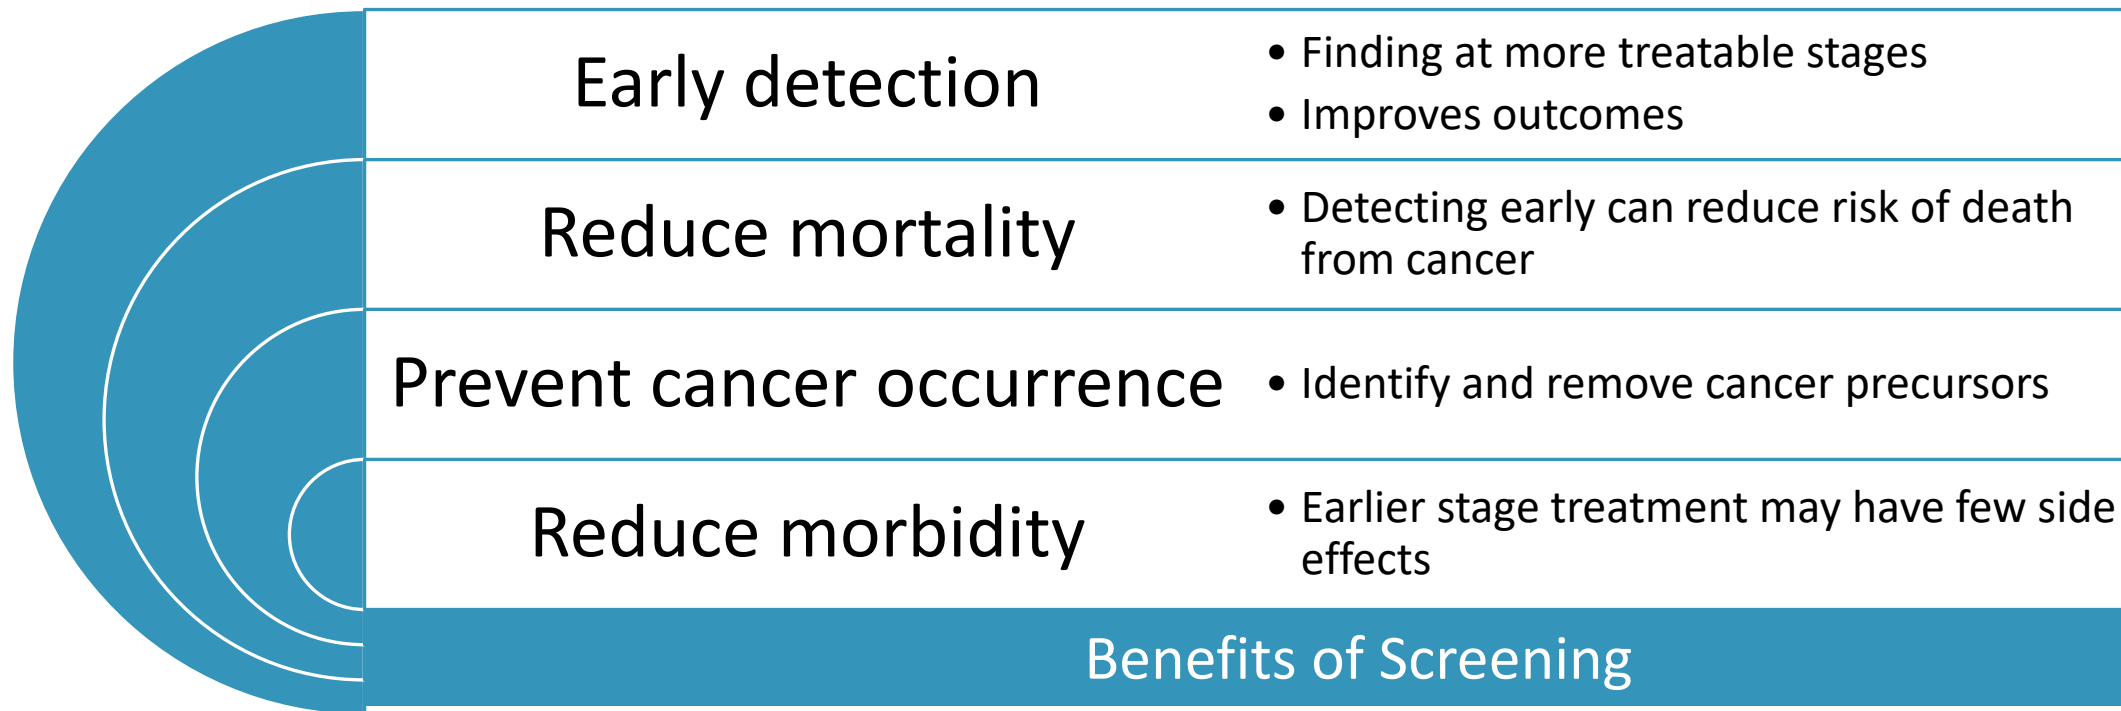 Early detection
• Finding at more treatable stages
• Improves outcomes
Reduce mortality
• Detecting early can reduce risk of death
from cancer
Prevent cancer occurrence
• Identify and remove cancer precursors
Reduce morbidity
• Earlier stage treatment may have few side
effects
Benefits of Screening